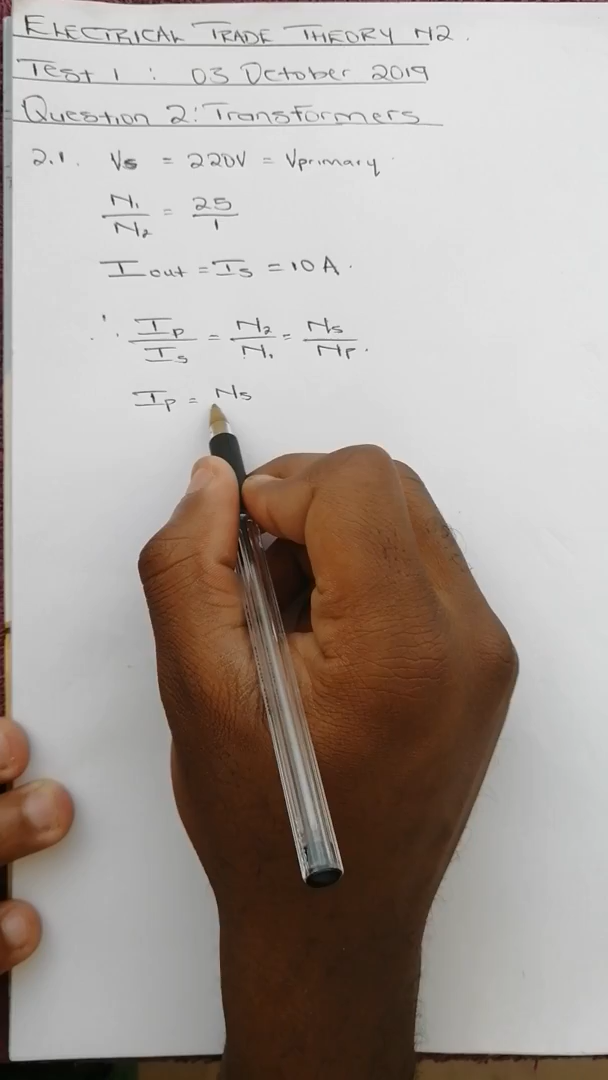 ELECTRICAL TRADE THEORY N2.
Test 1 : 03 October 2019
Question 2: Transformers
2.1. Vs = 220V = Vprimary
N₁/N₂ = 25/1
Iout = Is = 10A.
∴ Ip/Is = N₂/N₁ = Ns/Np.
Ip = Ns